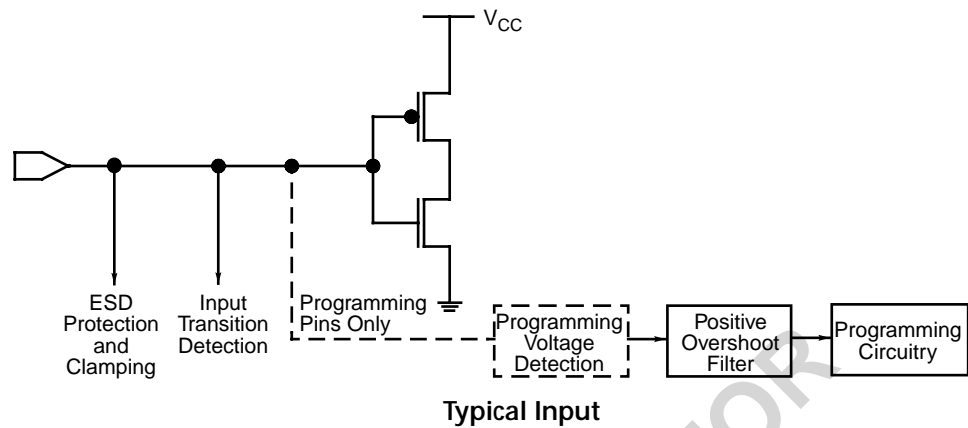 VCC
ESD
Protection
and
Clamping
Input
Transition
Detection
Programming
Pins Only
Programming
Voltage
Detection
Positive
Overshoot
Filter
Programming
Circuitry
Typical Input